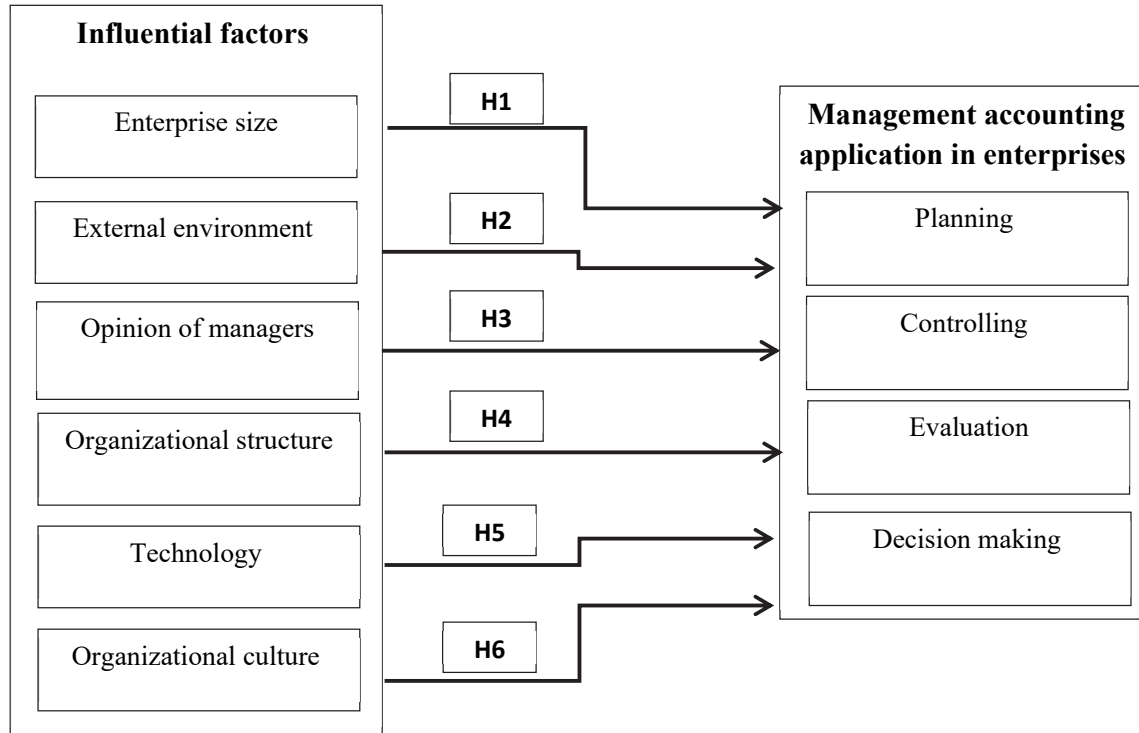 Influential factors
Enterprise size
External environment
Opinion of managers
Organizational structure
Technology
Organizational culture
H1
H2
H3
H4
H5
H6
Management accounting
application in enterprises
Planning
Controlling
Evaluation
Decision making